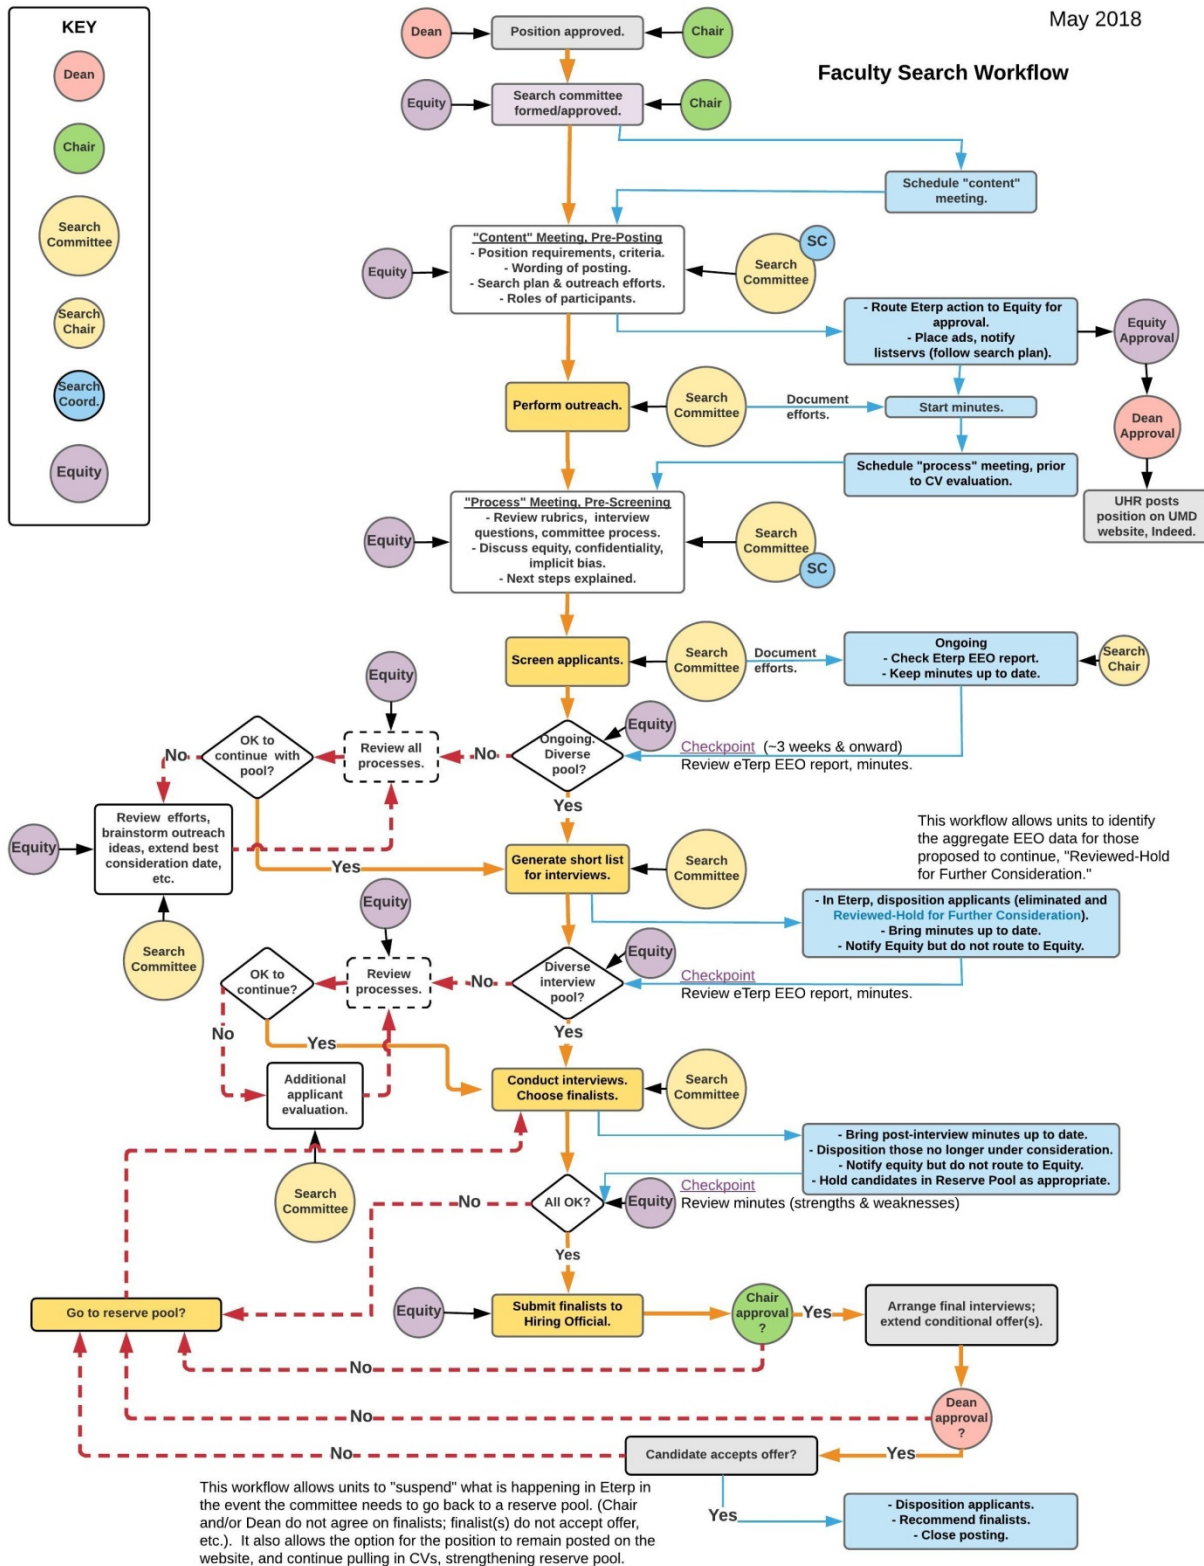 May 2018
Faculty Search Workflow
KEY
Dean
Chair
Search
Committee
Search
Chair
Search
Coord.
Equity
Dean
Position approved.
Chair
Equity
Search committee
formed/approved.
Chair
Schedule "content"
meeting.
Equity
"Content" Meeting, Pre-Posting
- Position requirements, criteria.
- Wording of posting.
- Search plan & outreach efforts.
- Roles of participants.
Search
Committee
SC
- Route Eterp action to Equity for
approval.
- Place ads, notify
listservs (follow search plan).
Equity
Approval
Perform outreach.
Search
Committee
Document
efforts.
Start minutes.
Dean
Approval
Schedule "process" meeting, prior
to CV evaluation.
UHR posts
position on UMD
website, Indeed.
Equity
"Process" Meeting, Pre-Screening
- Review rubrics, interview
questions, committee process.
- Discuss equity, confidentiality,
implicit bias.
- Next steps explained.
Search
Committee
SC
Screen applicants.
Search
Committee
Document
efforts.
Ongoing
- Check Eterp EEO report.
- Keep minutes up to date.
Search
Chair
Equity
Equity
OK to
continue with
pool?
Review all
processes.
No
No
Ongoing.
Diverse
pool?
Checkpoint (~3 weeks & onward)
Review eTerp EEO report, minutes.
Yes
Equity
Review efforts,
brainstorm outreach
ideas, extend best
consideration date,
etc.
Yes
Search
Committee
Generate short list
for interviews.
Search
Committee
This workflow allows units to identify
the aggregate EEO data for those
proposed to continue, "Reviewed-Hold
for Further Consideration."
- In Eterp, disposition applicants (eliminated and
Reviewed-Hold for Further Consideration).
- Bring minutes up to date.
- Notify Equity but do not route to Equity.
Equity
Equity
OK to
continue?
Review
processes.
No
Diverse
interview
pool?
Checkpoint
Review eTerp EEO report, minutes.
No
Yes
Yes
Additional
applicant
evaluation.
Search
Committee
Conduct interviews.
Choose finalists.
Search
Committee
- Bring post-interview minutes up to date.
- Disposition those no longer under consideration.
- Notify equity but do not route to Equity.
- Hold candidates in Reserve Pool as appropriate.
No
All OK?
Equity
Checkpoint
Review minutes (strengths & weaknesses)
Yes
Go to reserve pool?
Equity
Submit finalists to
Hiring Official.
Chair
approval
?
Yes
Arrange final interviews;
extend conditional offer(s).
No
No
Dean
approval
?
No
Candidate accepts offer?
Yes
This workflow allows units to "suspend" what is happening in Eterp in
the event the committee needs to go back to a reserve pool. (Chair
and/or Dean do not agree on finalists; finalist(s) do not accept offer,
etc.). It also allows the option for the position to remain posted on the
website, and continue pulling in CVs, strengthening reserve pool.
Yes
- Disposition applicants.
- Recommend finalists.
- Close posting.